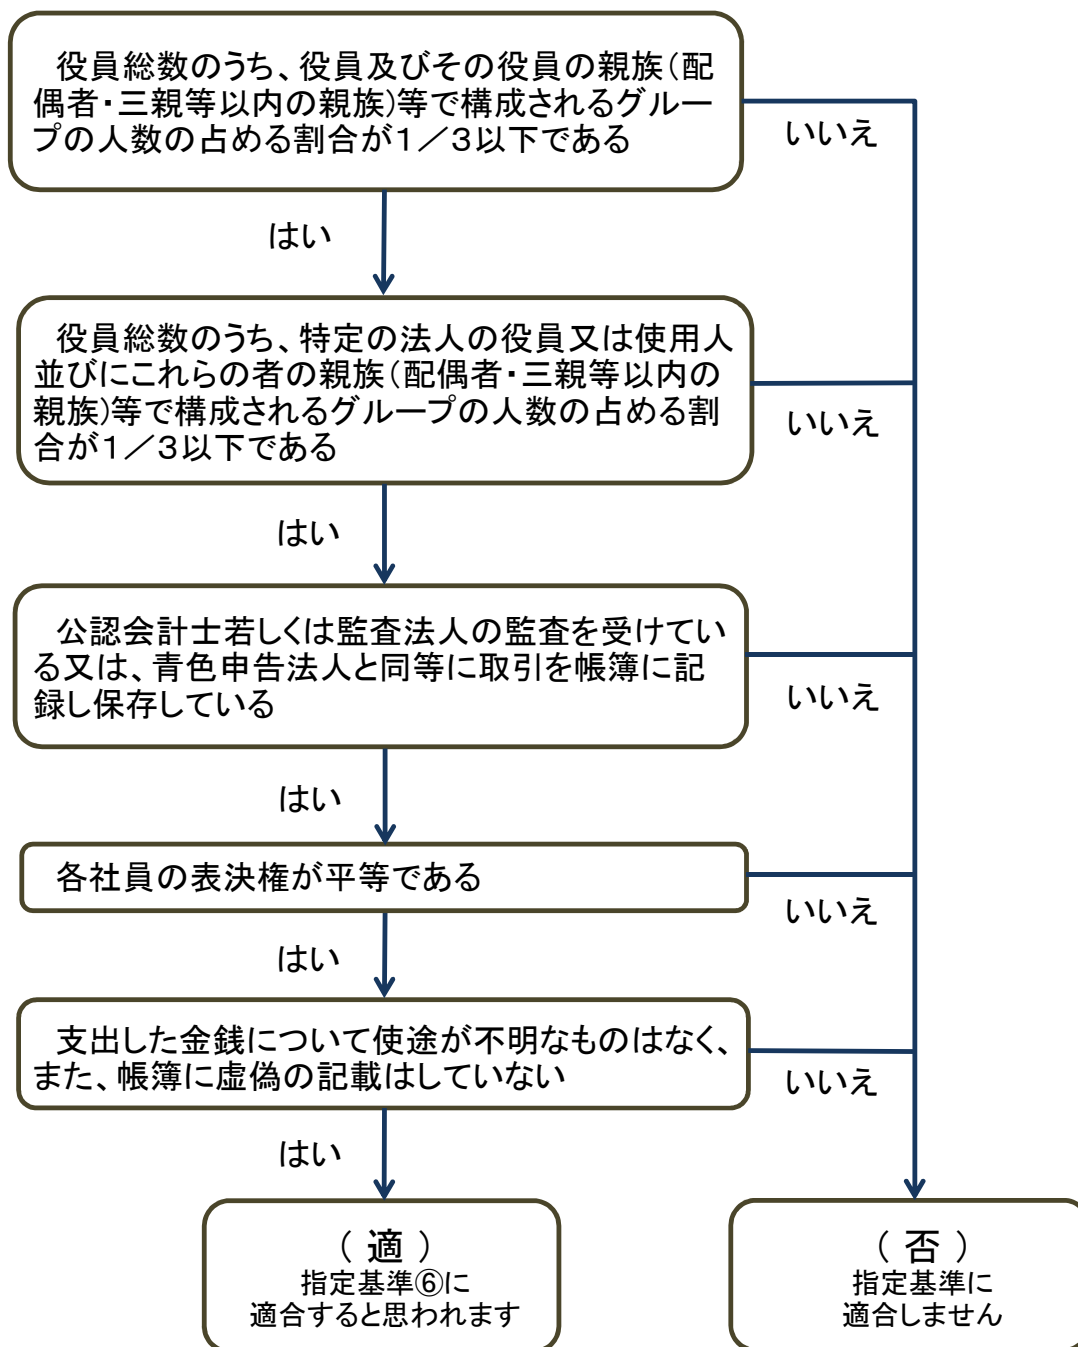 役員総数のうち、役員及びその役員の親族（配
偶者・三親等以内の親族）等で構成されるグルー
プの人数の占める割合が１／３以下である
いいえ
はい
役員総数のうち、特定の法人の役員又は使用人
並びにこれらの者の親族（配偶者・三親等以内の
親族）等で構成されるグループの人数の占める割
合が１／３以下である
いいえ
はい
公認会計士若しくは監査法人の監査を受けてい
る又は、青色申告法人と同等に取引を帳簿に記
録し保存している
いいえ
はい
各社員の表決権が平等である
いいえ
はい
支出した金銭について使途が不明なものはなく、
また、帳簿に虚偽の記載はしていない
いいえ
はい
（ 適 ）
指定基準⑥に
適合すると思われます
（ 否 ）
指定基準に
適合しません